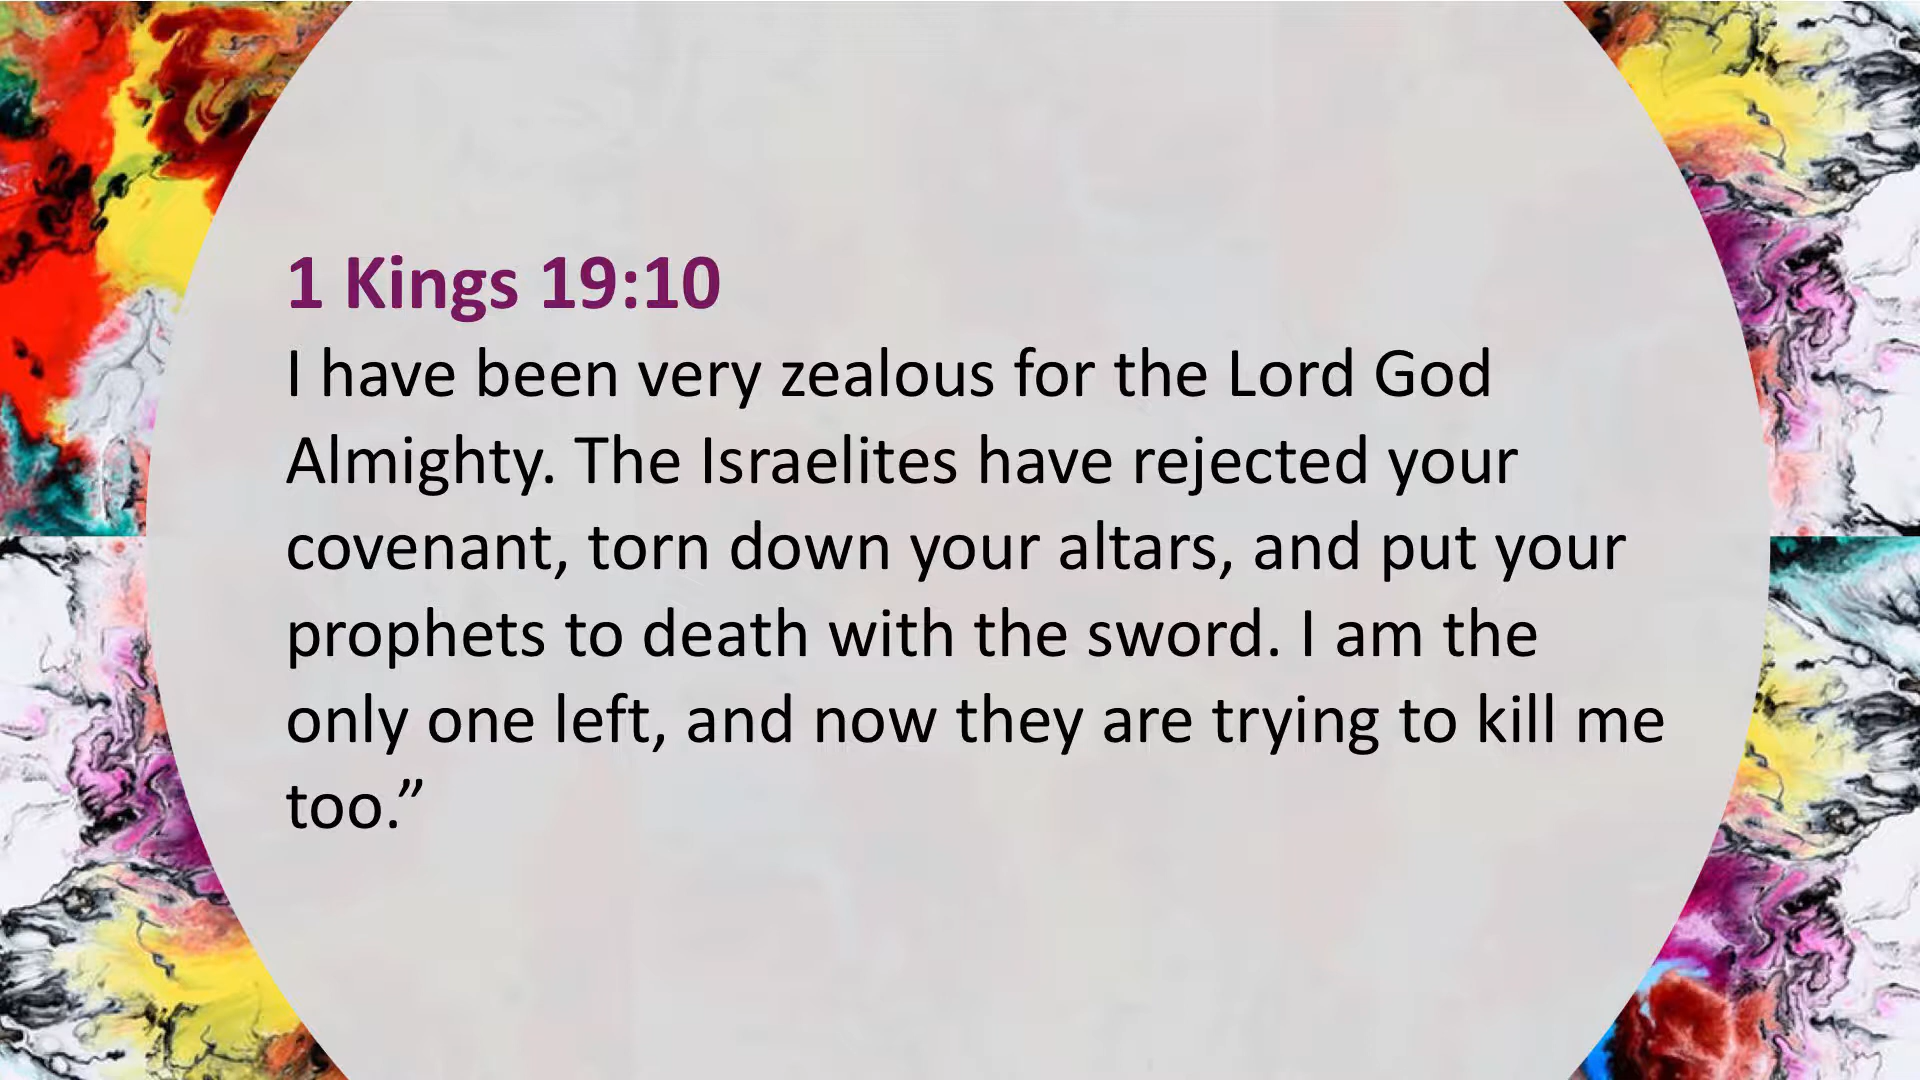 1 Kings 19:10
I have been very zealous for the Lord God
Almighty. The Israelites have rejected your
covenant, torn down your altars, and put your
prophets to death with the sword. I am the
only one left, and now they are trying to kill me
too.”